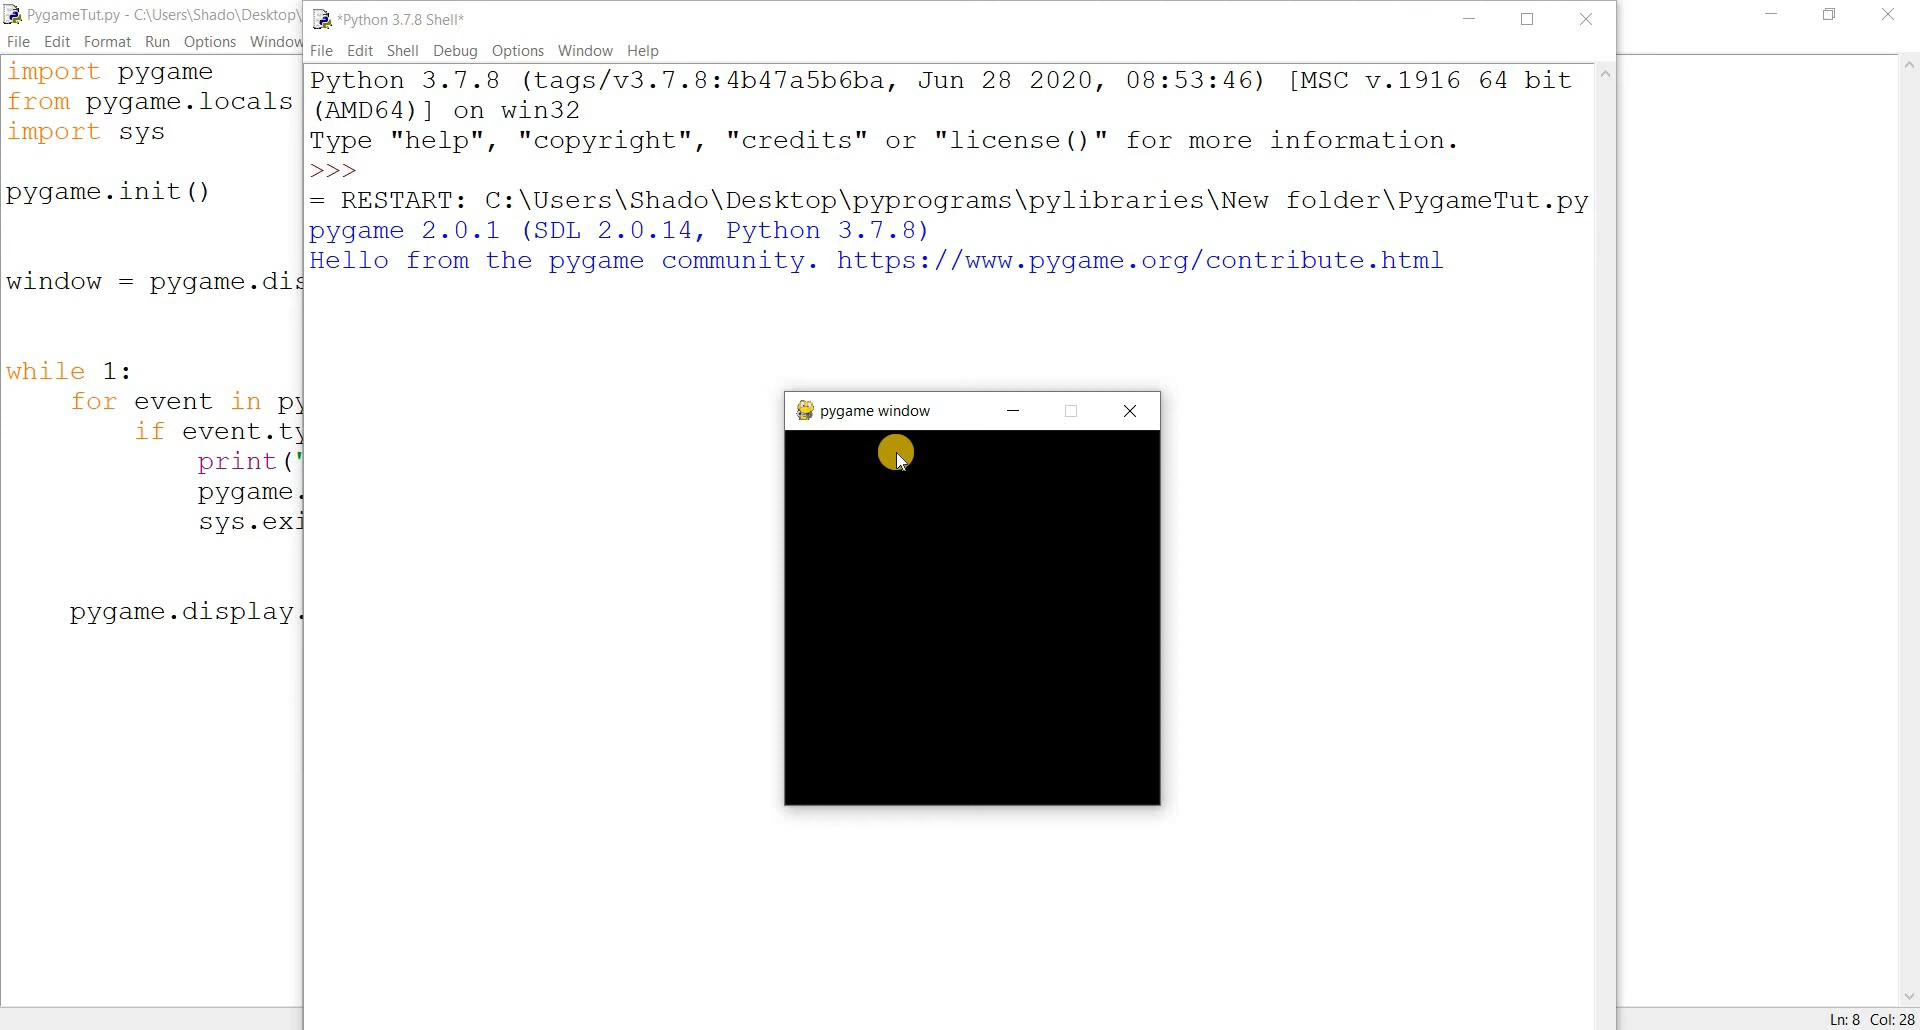 PygameTut.py - C:\Users\Shado\Desktop\
File Edit Format Run Options Window
import pygame
from pygame.locals
import sys
pygame.init()
window = pygame.dis
while 1:
for event in py
if event.ty
print("
pygame.
sys.exi
pygame.display.
*Python 3.7.8 Shell*
File Edit Shell Debug Options Window Help
Python 3.7.8 (tags/v3.7.8:4b47a5b6ba, Jun 28 2020, 08:53:46) [MSC v.1916 64 bit
(AMD64)] on win32
Type "help", "copyright", "credits" or "license()" for more information.
>>>
= RESTART: C:\Users\Shado\Desktop\pyprograms\pylibraries\New folder\PygameTut.py
pygame 2.0.1 (SDL 2.0.14, Python 3.7.8)
Hello from the pygame community. https://www.pygame.org/contribute.html
pygame window
Ln: 8 Col: 28